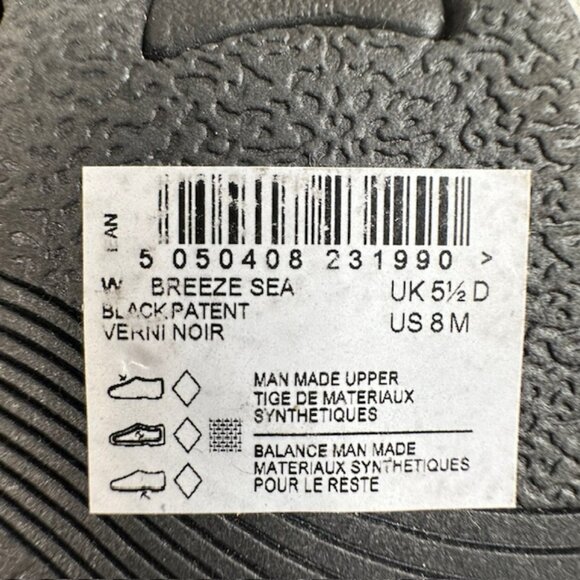 EAN
5 050408 231990 >
W BREEZE SEA UK 5½ D
BLACK PATENT US 8 M
VERNI NOIR
MAN MADE UPPER
TIGE DE MATERIAUX
SYNTHETIQUES
BALANCE MAN MADE
MATERIAUX SYNTHETIQUES
POUR LE RESTE